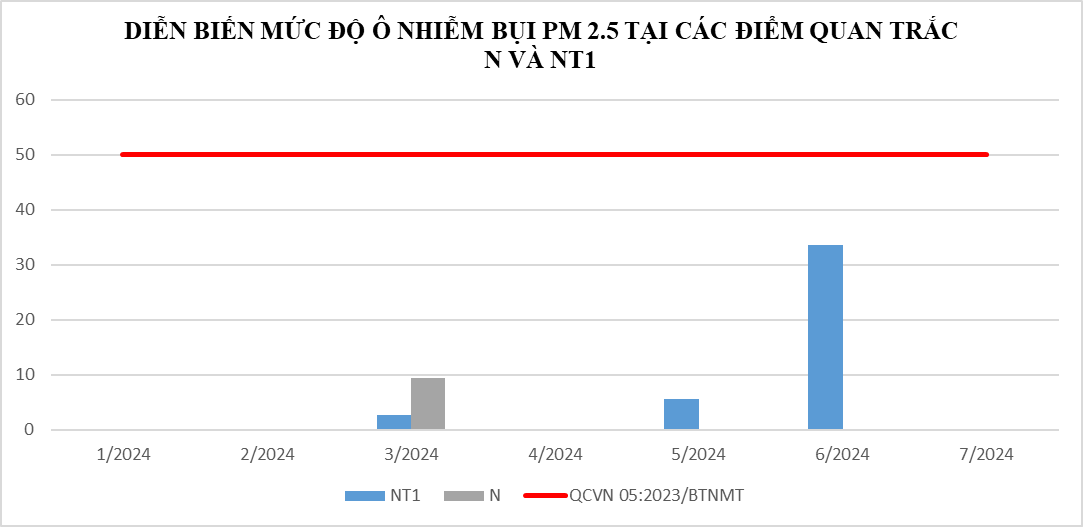 DIỄN BIẾN MỨC ĐỘ Ô NHIỄM BỤI PM 2.5 TẠI CÁC ĐIỂM QUAN TRẮC
N VÀ NT1
60
50
40
30
20
10
0
1/2024 2/2024 3/2024 4/2024 5/2024 6/2024 7/2024
NT1 N QCVN 05:2023/BTNMT